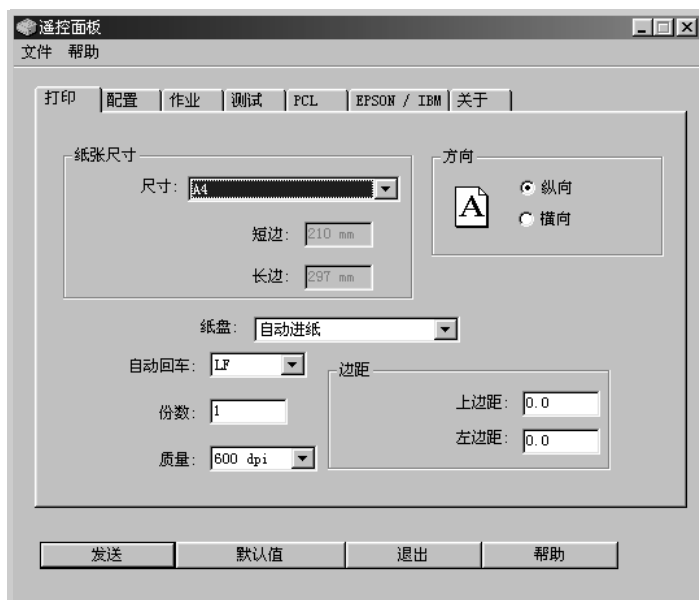 遥控面板
文件 帮助
打印 配置 作业 测试 PCL EPSON / IBM 关于
纸张尺寸
尺寸: A4
短边: 210 mm
长边: 297 mm
方向
A
纵向
横向
纸盘: 自动进纸
自动回车: LF
份数: 1
质量: 600 dpi
边距
上边距: 0.0
左边距: 0.0
发送 默认值 退出 帮助